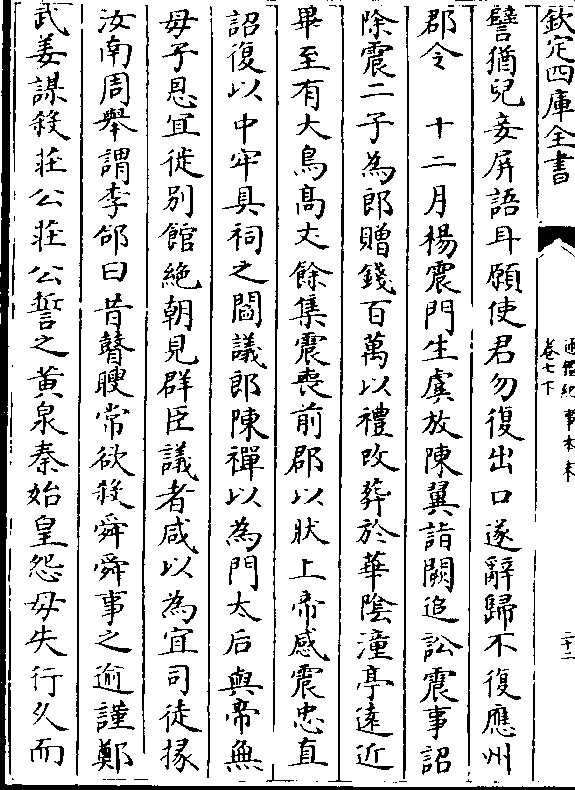 欽定四庫全書
通鑑紀事本末
卷七下
二十二
譬猶兒妾屏語耳願使君勿復出口遂辭歸不復應州
郡令　十二月楊震門生虞放陳翼詣闕追訟震事詔
除震二子為郎贈錢百萬以禮改葬於華陰潼亭遠近
畢至有大鳥高丈餘集震喪前郡以狀上帝感震忠直
詔復以中牢具祠之閻議郎陳禪以為門太后與帝無
母子恩宜徙別館絶朝見群臣議者咸以為宜司徒掾
汝南周舉謂李郃曰昔瞽瞍常欲殺舜舜事之逾謹鄭
武姜謀殺莊公莊公誓之黃泉秦始皇怨母失行久而